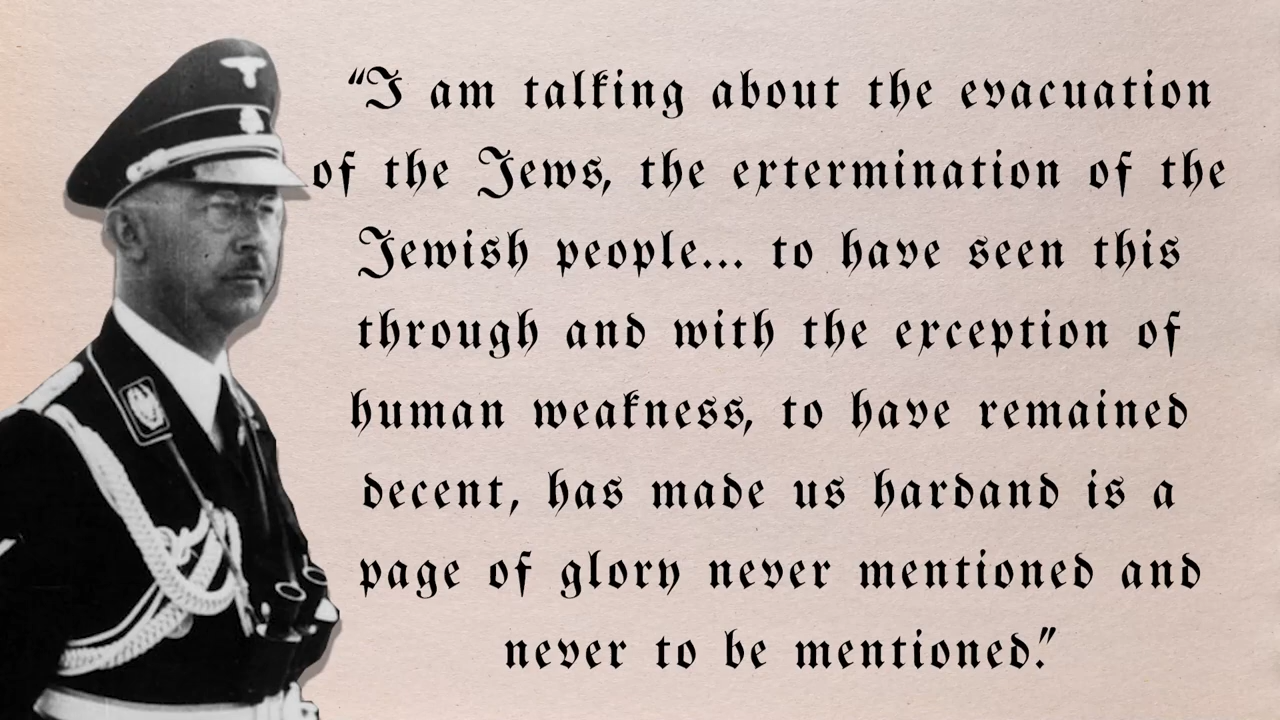 “I am talking about the evacuation
of the Jews, the extermination of the
Jewish people... to have seen this
through and with the exception of
human weakness, to have remained
decent, has made us hardand is a
page of glory never mentioned and
never to be mentioned.”